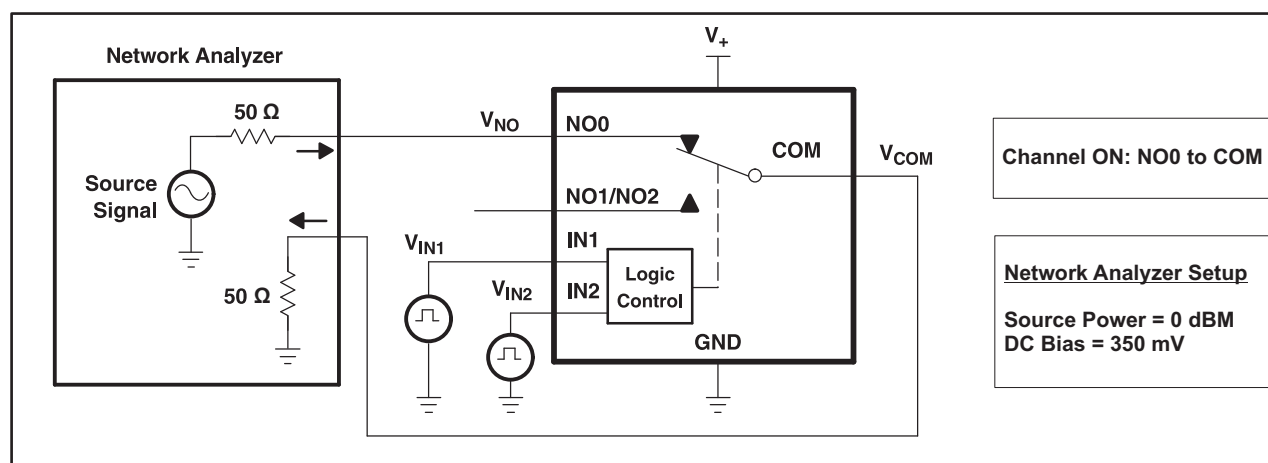 V+
Network Analyzer
50 Ω
VNO
NO0
COM
VCOM
Channel ON: NO0 to COM
Source
Signal
NO1/NO2
VIN1
IN1
Logic
Control
50 Ω
VIN2
IN2
GND
Network Analyzer Setup
Source Power = 0 dBM
DC Bias = 350 mV